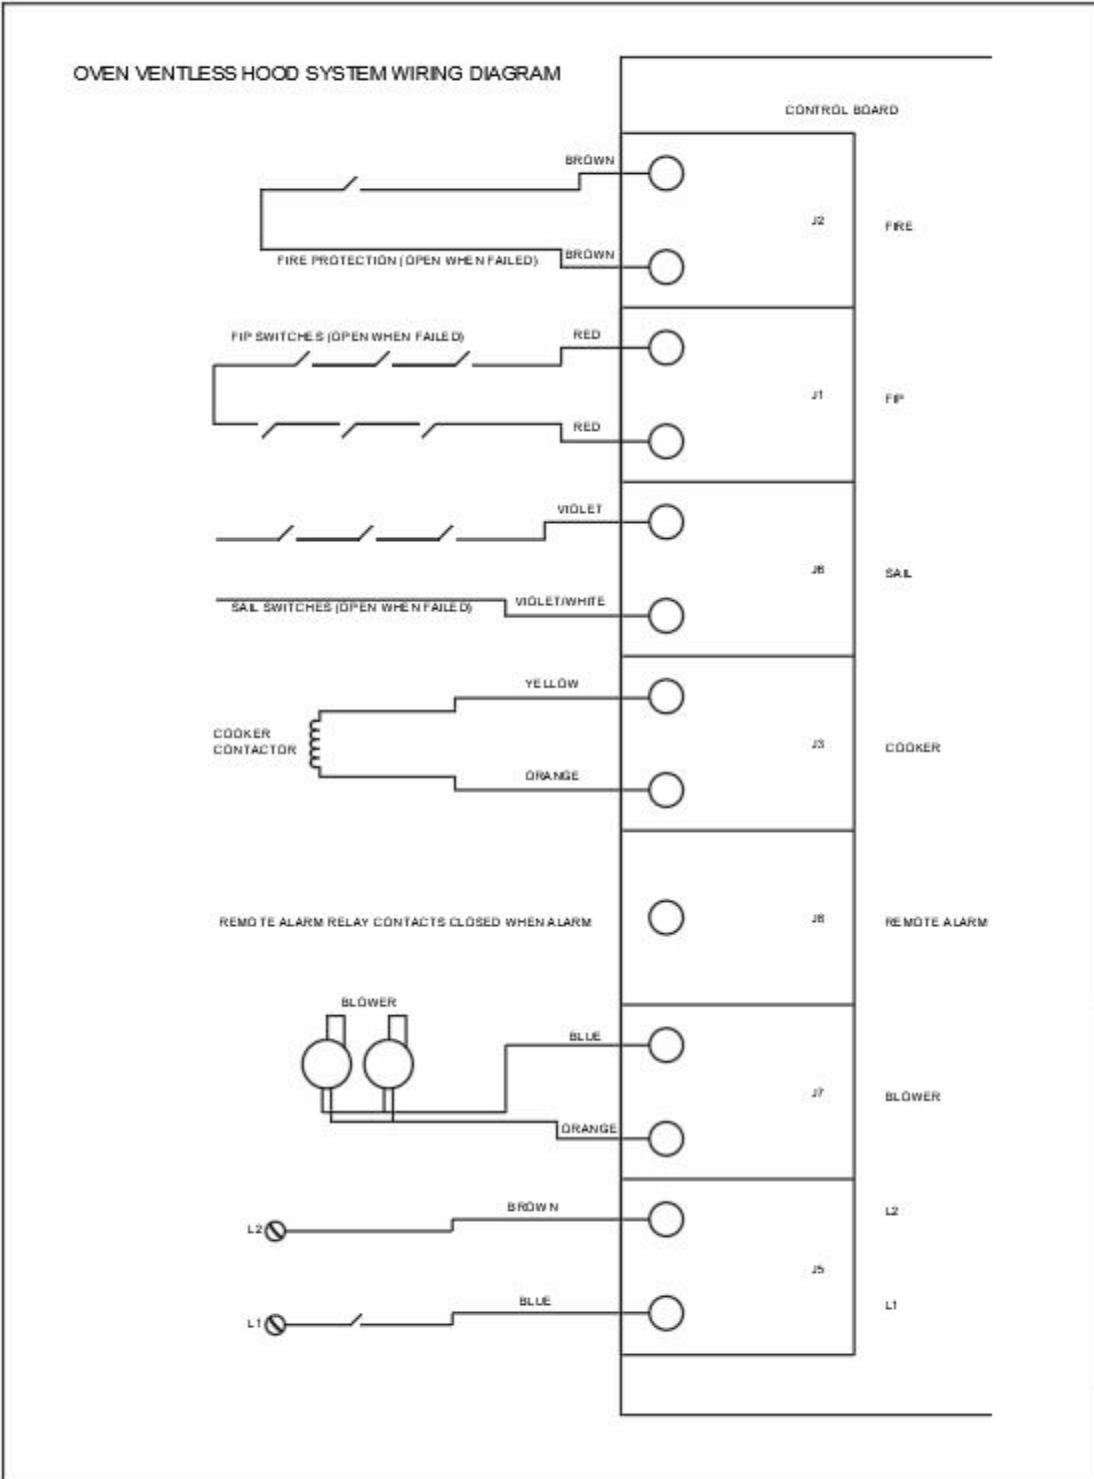 OVEN VENTLESS HOOD SYSTEM WIRING DIAGRAM
CONTROL BOARD
BROWN
J2
FIRE
BROWN
FIRE PROTECTION (OPEN WHEN FAILED)
FIP SWITCHES (OPEN WHEN FAILED)
RED
J1
FIP
RED
VIOLET
J6
SAIL
VIOLET/WHITE
SAIL SWITCHES (OPEN WHEN FAILED)
YELLOW
COOKER
CONTACTOR
J3
COOKER
ORANGE
REMOTE ALARM RELAY CONTACTS CLOSED WHEN ALARM
J8
REMOTE ALARM
BLOWER
BLUE
J7
BLOWER
ORANGE
BROWN
L2
L2
J5
BLUE
L1
L1